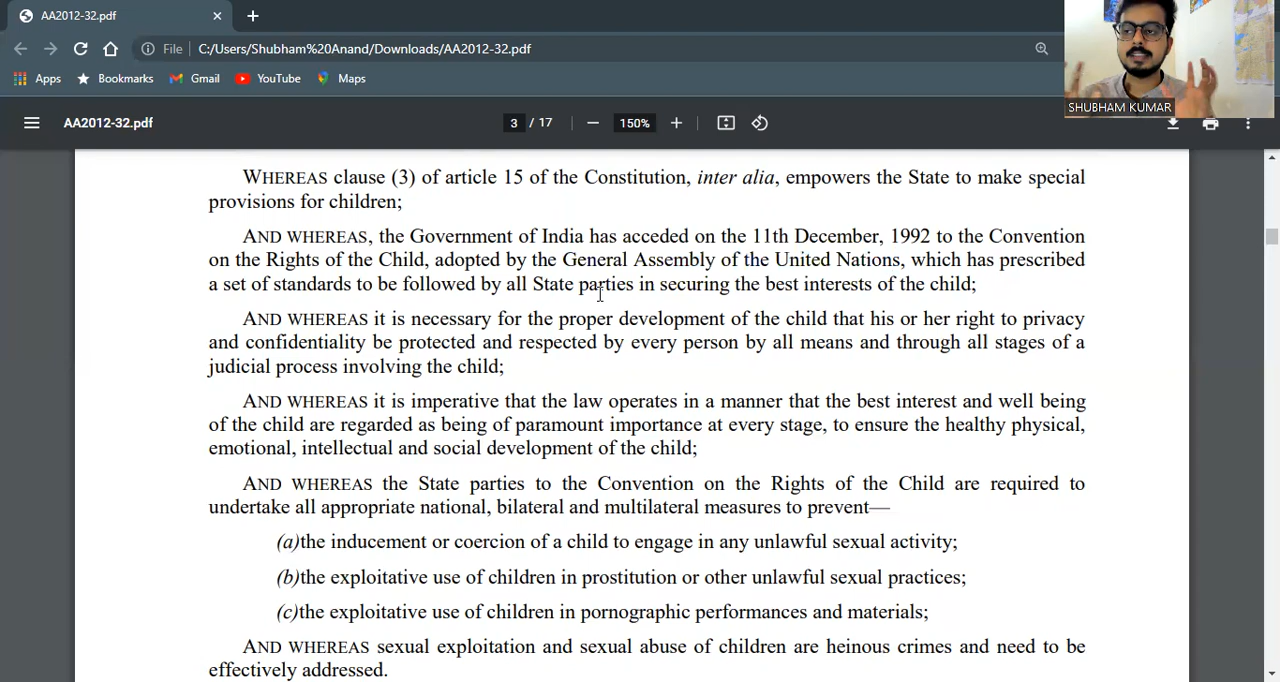 AA2012-32.pdf
File C:/Users/Shubham%20Anand/Downloads/AA2012-32.pdf
Apps Bookmarks Gmail YouTube Maps
SHUBHAM KUMAR
AA2012-32.pdf 3 / 17 150%
WHEREAS clause (3) of article 15 of the Constitution, inter alia, empowers the State to make special
provisions for children;
AND WHEREAS, the Government of India has acceded on the 11th December, 1992 to the Convention
on the Rights of the Child, adopted by the General Assembly of the United Nations, which has prescribed
a set of standards to be followed by all State parties in securing the best interests of the child;
AND WHEREAS it is necessary for the proper development of the child that his or her right to privacy
and confidentiality be protected and respected by every person by all means and through all stages of a
judicial process involving the child;
AND WHEREAS it is imperative that the law operates in a manner that the best interest and well being
of the child are regarded as being of paramount importance at every stage, to ensure the healthy physical,
emotional, intellectual and social development of the child;
AND WHEREAS the State parties to the Convention on the Rights of the Child are required to
undertake all appropriate national, bilateral and multilateral measures to prevent—
(a)the inducement or coercion of a child to engage in any unlawful sexual activity;
(b)the exploitative use of children in prostitution or other unlawful sexual practices;
(c)the exploitative use of children in pornographic performances and materials;
AND WHEREAS sexual exploitation and sexual abuse of children are heinous crimes and need to be
effectively addressed.